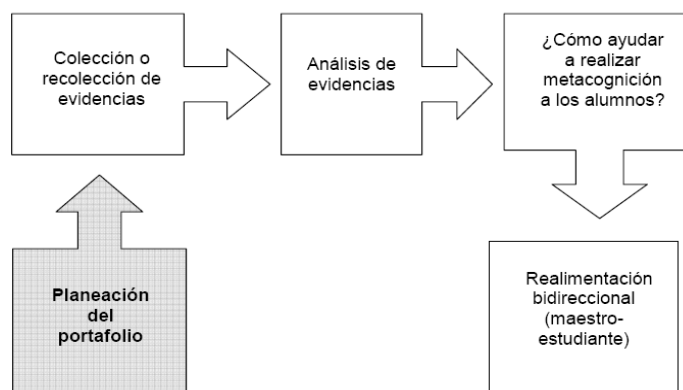 Colección o
recolección de
evidencias
Análisis de
evidencias
¿Cómo ayudar
a realizar
metacognición
a los alumnos?
Planeación
del
portafolio
Realimentación
bidireccional
(maestro-
estudiante)